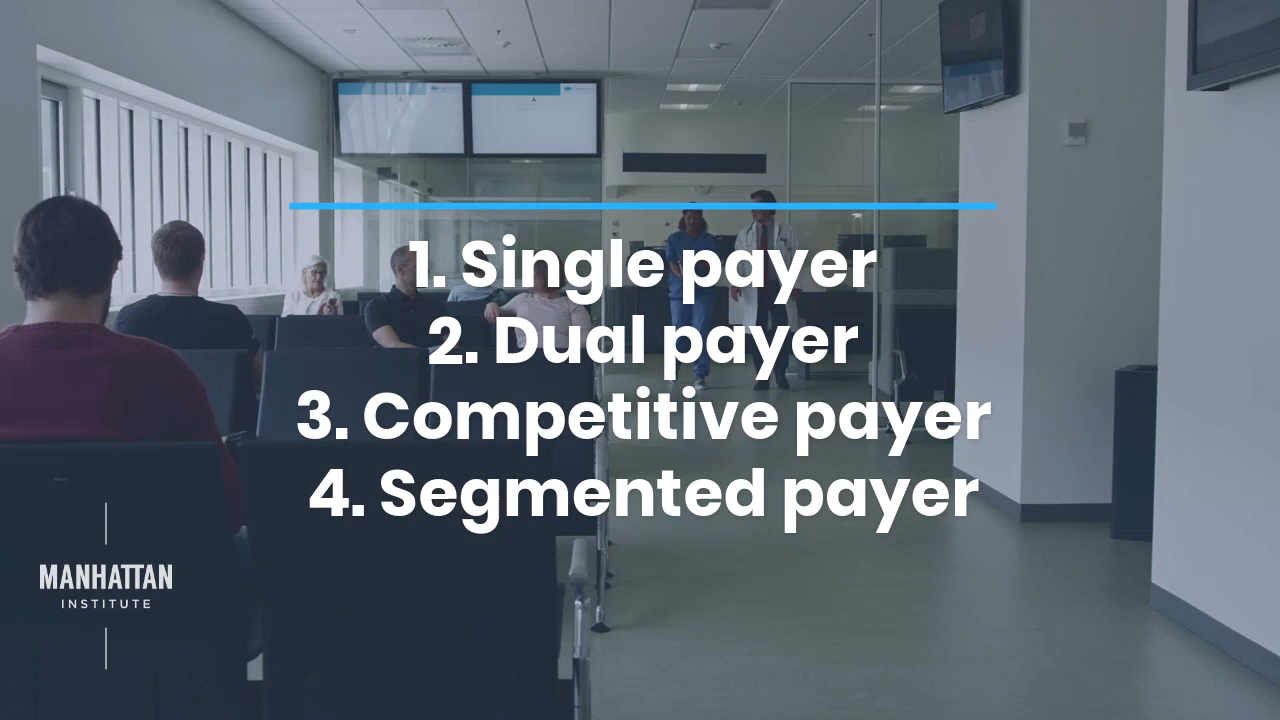 1. Single payer
2. Dual payer
3. Competitive payer
4. Segmented payer
MANHATTAN
INSTITUTE